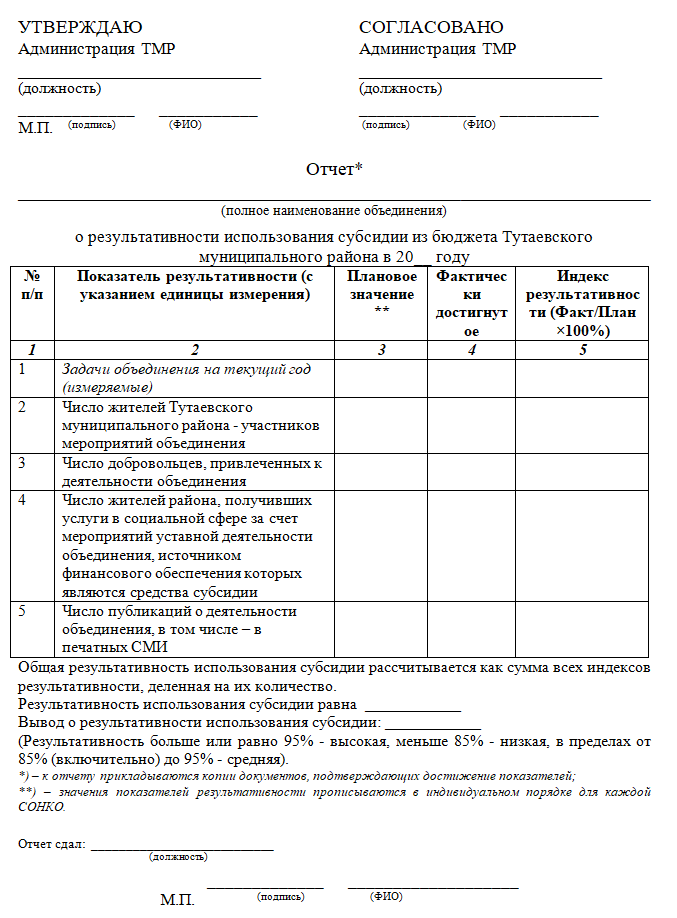 УТВЕРЖДАЮ
Администрация ТМР
(должность)
(подпись) (ФИО)
М.П.
СОГЛАСОВАНО
Администрация ТМР
(должность)
(подпись) (ФИО)
Отчет*
(полное наименование объединения)
о результативности использования субсидии из бюджета Тутаевского
муниципального района в 20__ году
№
п/п
Показатель результативности (с
указанием единицы измерения)
Плановое
значение
**
Фактичес
ки
достигнут
ое
Индекс
результативнос
ти (Факт/План
×100%)
1 2 3 4 5
1 Задачи объединения на текущий год
(измеряемые)
2 Число жителей Тутаевского
муниципального района - участников
мероприятий объединения
3 Число добровольцев, привлеченных к
деятельности объединения
4 Число жителей района, получивших
услуги в социальной сфере за счет
мероприятий уставной деятельности
объединения, источником
финансового обеспечения которых
являются средства субсидии
5 Число публикаций о деятельности
объединения, в том числе – в
печатных СМИ
Общая результативность использования субсидии рассчитывается как сумма всех индексов
результативности, деленная на их количество.
Результативность использования субсидии равна ____________
Вывод о результативности использования субсидии: ____________
(Результативность больше или равно 95% - высокая, меньше 85% - низкая, в пределах от
85% (включительно) до 95% - средняя).
*) – к отчету прикладываются копии документов, подтверждающих достижение показателей;
**) – значения показателей результативности прописываются в индивидуальном порядке для каждой
СОНКО.
Отчет сдал: __________________________
(должность)
М.П. (подпись) (ФИО)